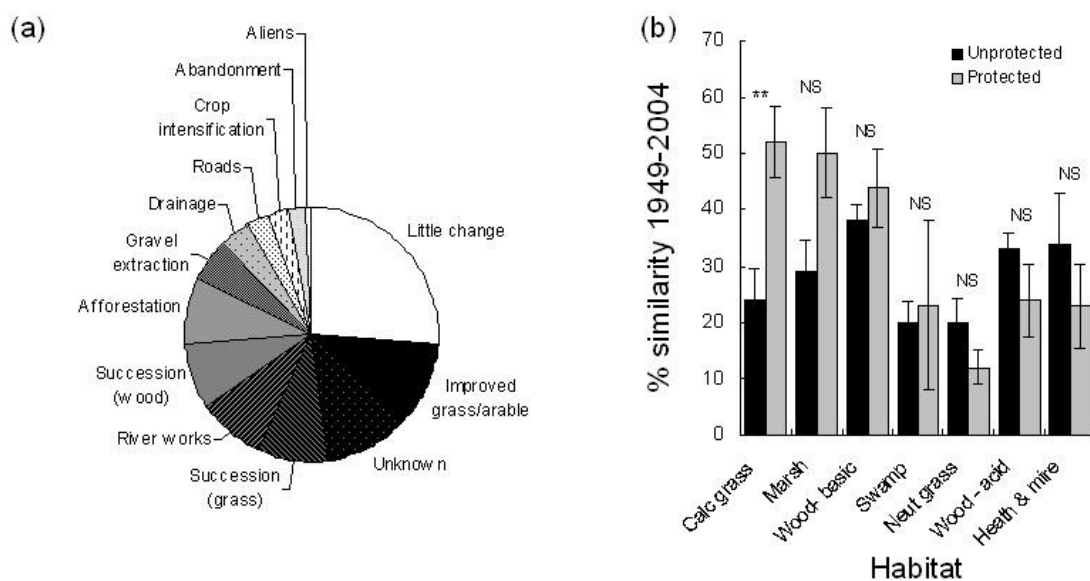 (a)
Aliens
Abandonment
Crop
intensification
Roads
Drainage
Gravel
extraction
Afforestation
Succession
(wood)
River works
Succession
(grass)
Unknown
Improved
grass/arable
Little change
(b)
% similarity 1949-2004
70
60
50
40
30
20
10
0
Unprotected
Protected
**
NS
NS
NS
NS
NS
NS
Calc grass
Marsh
Wood- basic
Swamp
Neut grass
Wood - acid
Heath & mire
Habitat